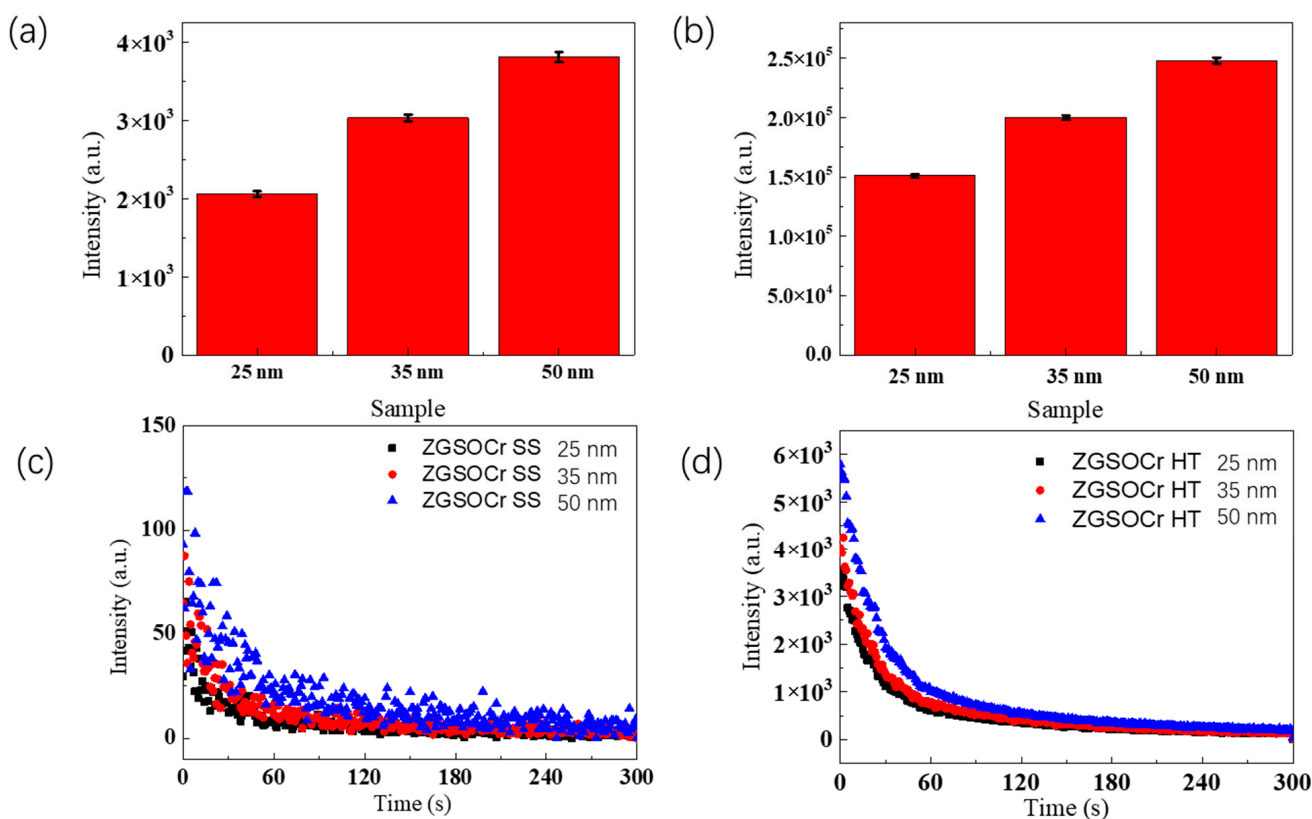 (a)
Intensity (a.u.)
4×10³
3×10³
2×10³
1×10³
0
25 nm
35 nm
50 nm
Sample
(b)
Intensity (a.u.)
2.5×10⁵
2.0×10⁵
1.5×10⁵
1.0×10⁵
5.0×10⁴
0.0
25 nm
35 nm
50 nm
Sample
(c)
Intensity (a.u.)
150
100
50
0
ZGSOCr SS 25 nm
ZGSOCr SS 35 nm
ZGSOCr SS 50 nm
0
60
120
180
240
300
Time (s)
(d)
Intensity (a.u.)
6×10³
5×10³
4×10³
3×10³
2×10³
1×10³
0
ZGSOCr HT 25 nm
ZGSOCr HT 35 nm
ZGSOCr HT 50 nm
0
60
120
180
240
300
Time (s)